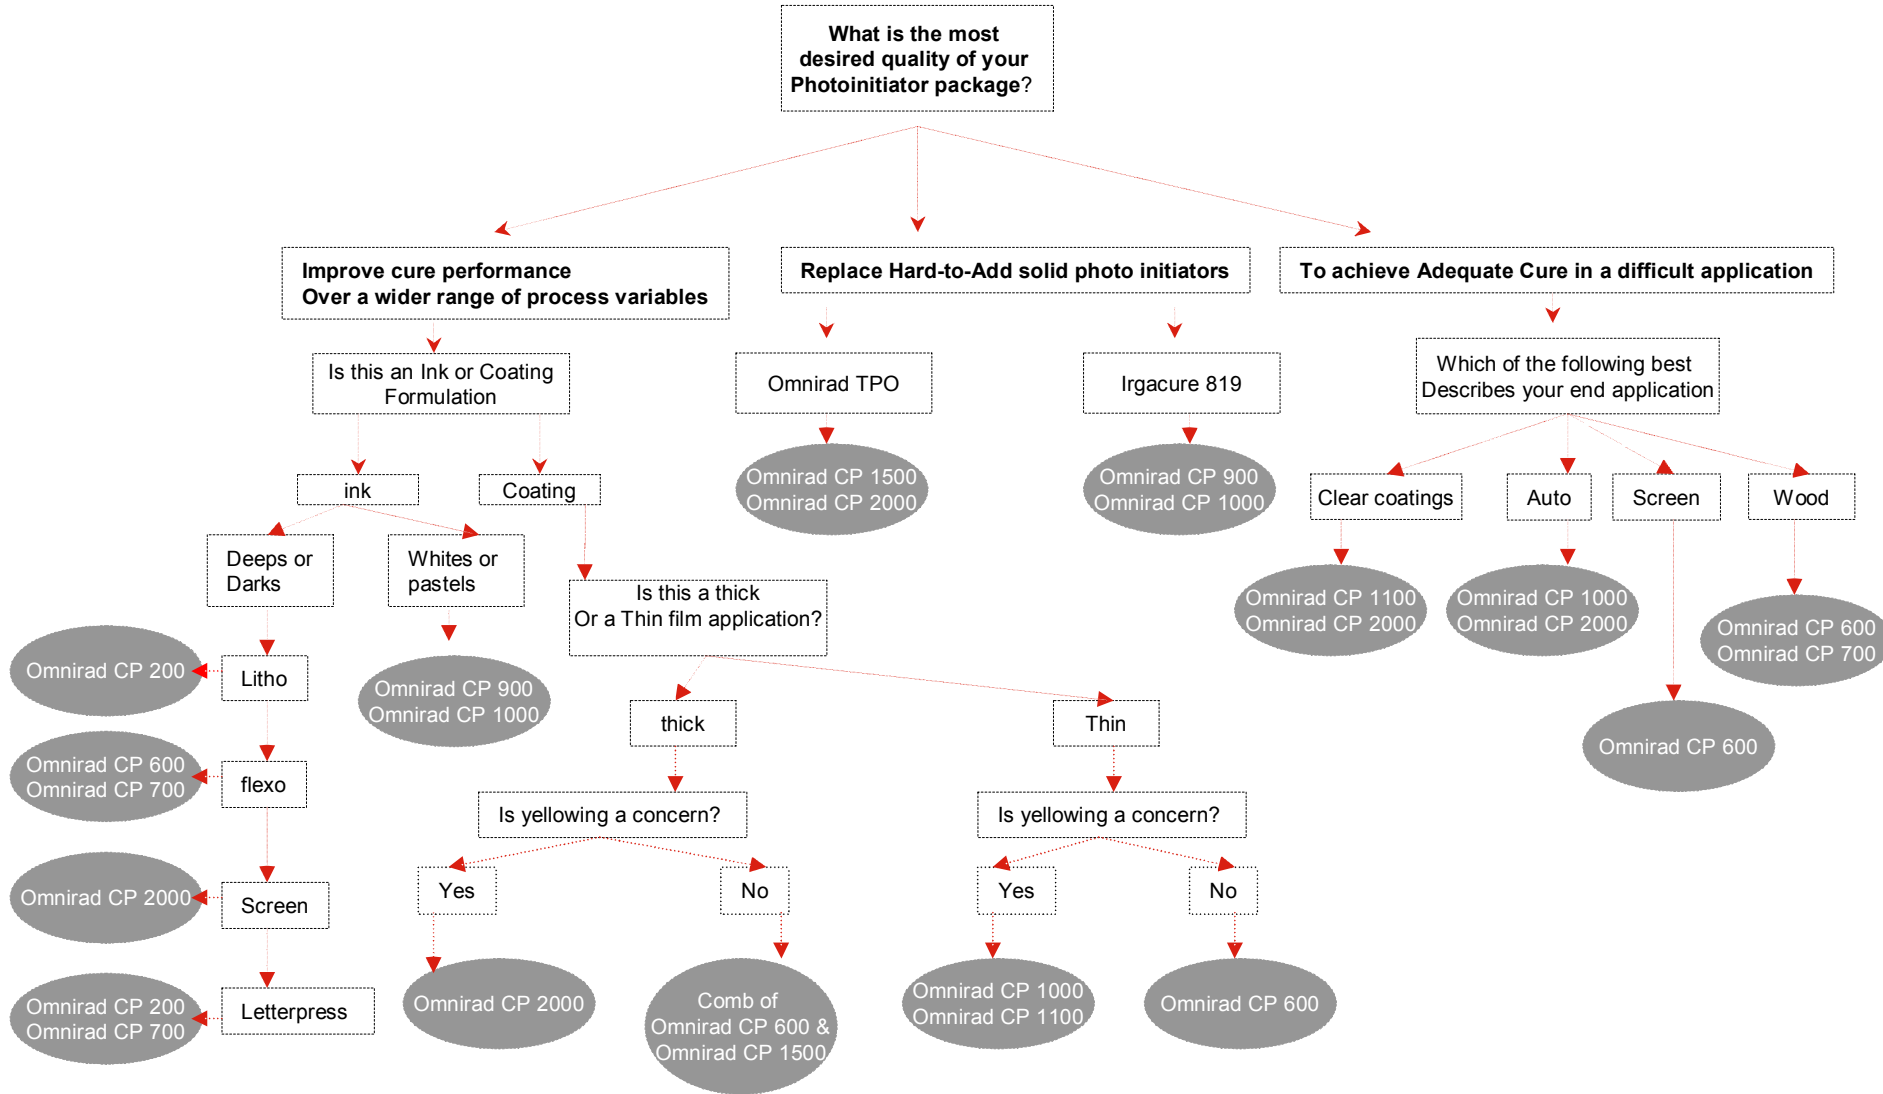 What is the most
desired quality of your
Photoinitiator package?
Improve cure performance
Over a wider range of process variables
Replace Hard-to-Add solid photo initiators
To achieve Adequate Cure in a difficult application
Is this an Ink or Coating
Formulation
Omnirad TPO
Irgacure 819
Which of the following best
Describes your end application
Omnirad CP 1500
Omnirad CP 2000
Omnirad CP 900
Omnirad CP 1000
ink
Coating
Clear coatings
Auto
Screen
Wood
Deeps or
Darks
Whites or
pastels
Is this a thick
Or a Thin film application?
Omnirad CP 1100
Omnirad CP 2000
Omnirad CP 1000
Omnirad CP 2000
Omnirad CP 600
Omnirad CP 700
Omnirad CP 200
Litho
Omnirad CP 900
Omnirad CP 1000
thick
Thin
Omnirad CP 600
Omnirad CP 600
Omnirad CP 700
flexo
Is yellowing a concern?
Is yellowing a concern?
Omnirad CP 2000
Screen
Yes
No
Yes
No
Omnirad CP 200
Omnirad CP 700
Letterpress
Omnirad CP 2000
Comb of
Omnirad CP 600 &
Omnirad CP 1500
Omnirad CP 1000
Omnirad CP 1100
Omnirad CP 600